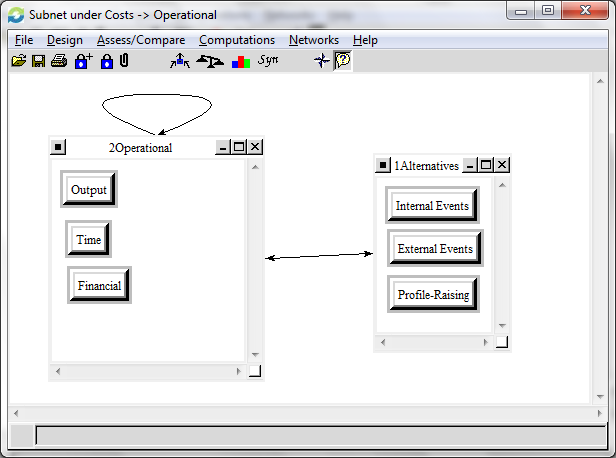 Subnet under Costs -> Operational
File Design Assess/Compare Computations Networks Help
Syn
2Operational
Output
Time
Financial
1Alternatives
Internal Events
External Events
Profile-Raising